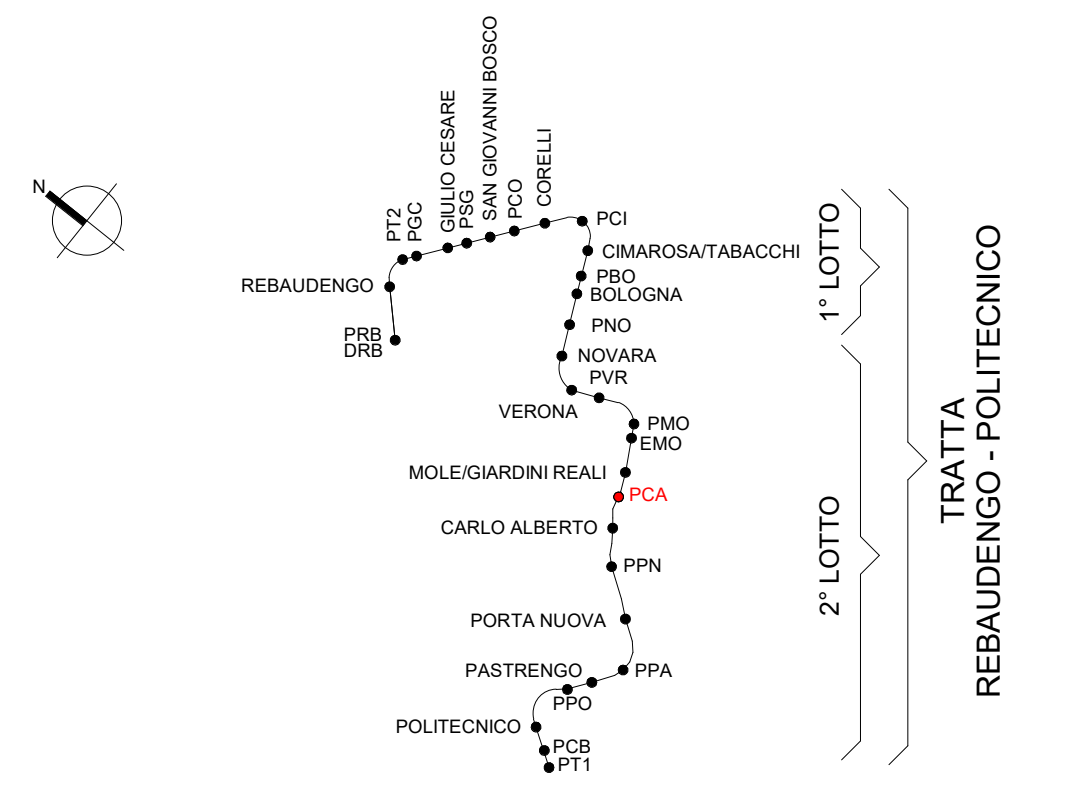 N
PT2
PGC
GIULIO CESARE
PSG
SAN GIOVANNI BOSCO
PCO
CORELLI
PCI
CIMAROSA/TABACCHI
REBAUDENGO
PBO
BOLOGNA
PRB
DRB
PNO
NOVARA
PVR
VERONA
PMO
EMO
MOLE/GIARDINI REALI
PCA
CARLO ALBERTO
PPN
PORTA NUOVA
PASTRENGO
PPA
PPO
POLITECNICO
PCB
PT1
1° LOTTO
2° LOTTO
TRATTA
REBAUDENGO - POLITECNICO